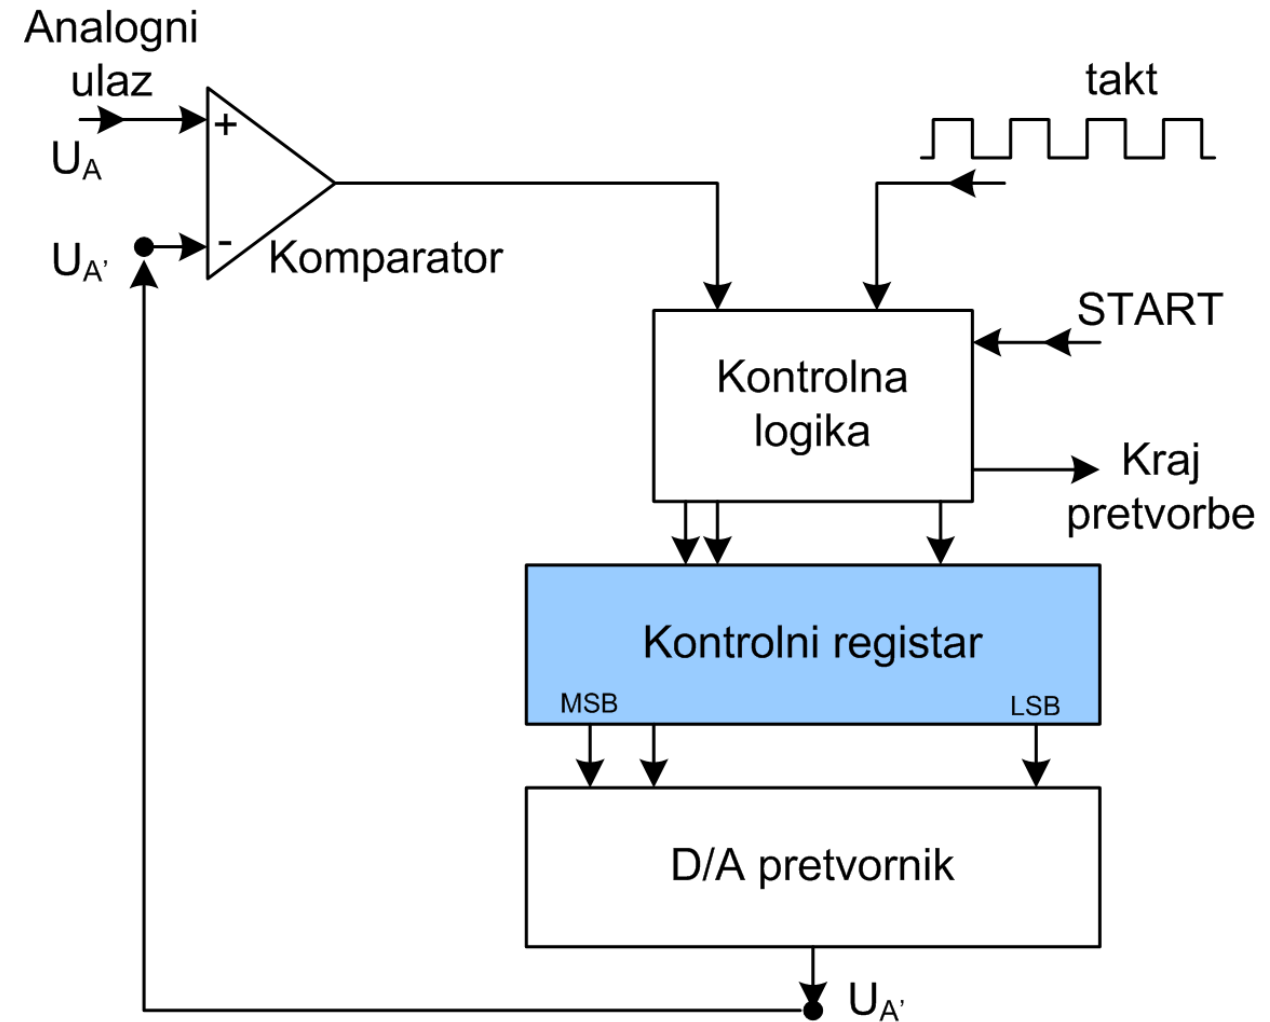 Analogni
ulaz
takt
+
U_A
U_A'
-
Komparator
START
Kontrolna
logika
Kraj
pretvorbe
Kontrolni registar
MSB
LSB
D/A pretvornik
U_A'